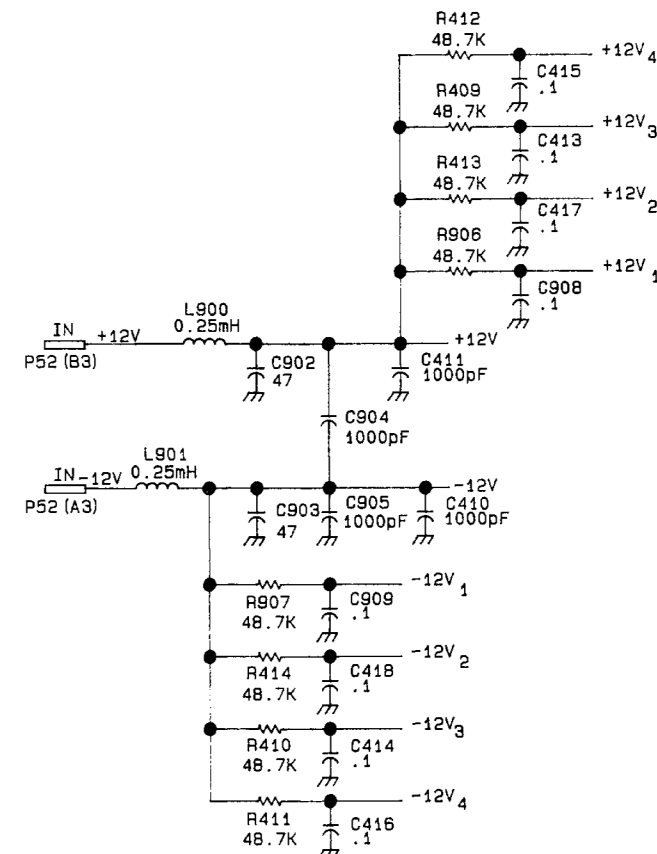 R412
48.7K
+12V4
C415
.1
R409
48.7K
+12V3
C413
.1
R413
48.7K
+12V2
C417
.1
R906
48.7K
+12V1
C908
.1
L900
0.25mH
IN
+12V
P52 (B3)
C902
47
+12V
C411
1000pF
C904
1000pF
L901
0.25mH
IN
-12V
P52 (A3)
-12V
C903
47
C905
1000pF
C410
1000pF
-12V1
R907
48.7K
C909
.1
-12V2
R414
48.7K
C418
.1
-12V3
R410
48.7K
C414
.1
-12V4
R411
48.7K
C416
.1